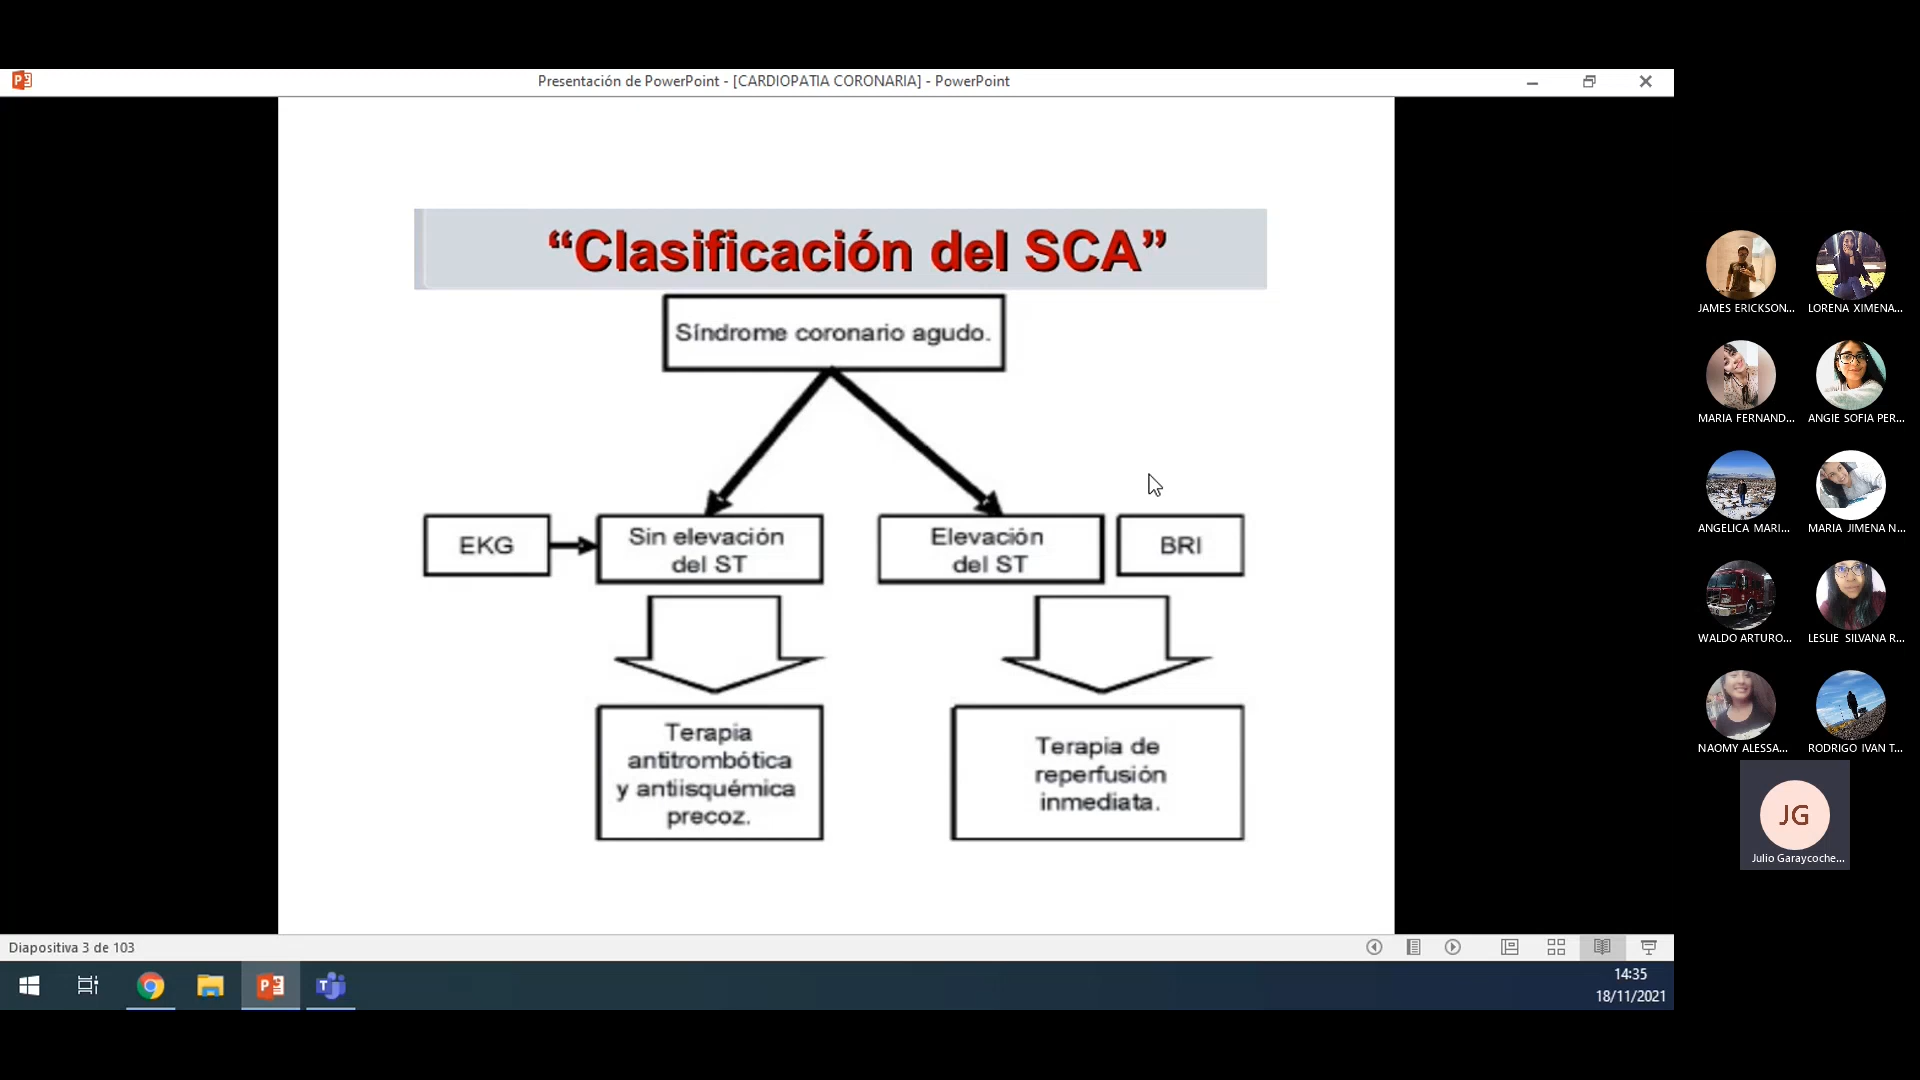 Presentación de PowerPoint - [CARDIOPATIA CORONARIA] - PowerPoint
“Clasificación del SCA”
Síndrome coronario agudo.
EKG
Sin elevación
del ST
Elevación
del ST
BRI
Terapia
antitrombótica
y antiisquémica
precoz.
Terapia de
reperfusión
inmediata.
JAMES ERICKSON...
LORENA XIMENA...
MARIA FERNAND...
ANGIE SOFIA PER...
ANGELICA MARI...
MARIA JIMENA N...
WALDO ARTURO...
LESLIE SILVANA R...
NAOMY ALESSA...
RODRIGO IVAN T...
JG
Julio Garaycoche...
Diapositiva 3 de 103
14:35
18/11/2021